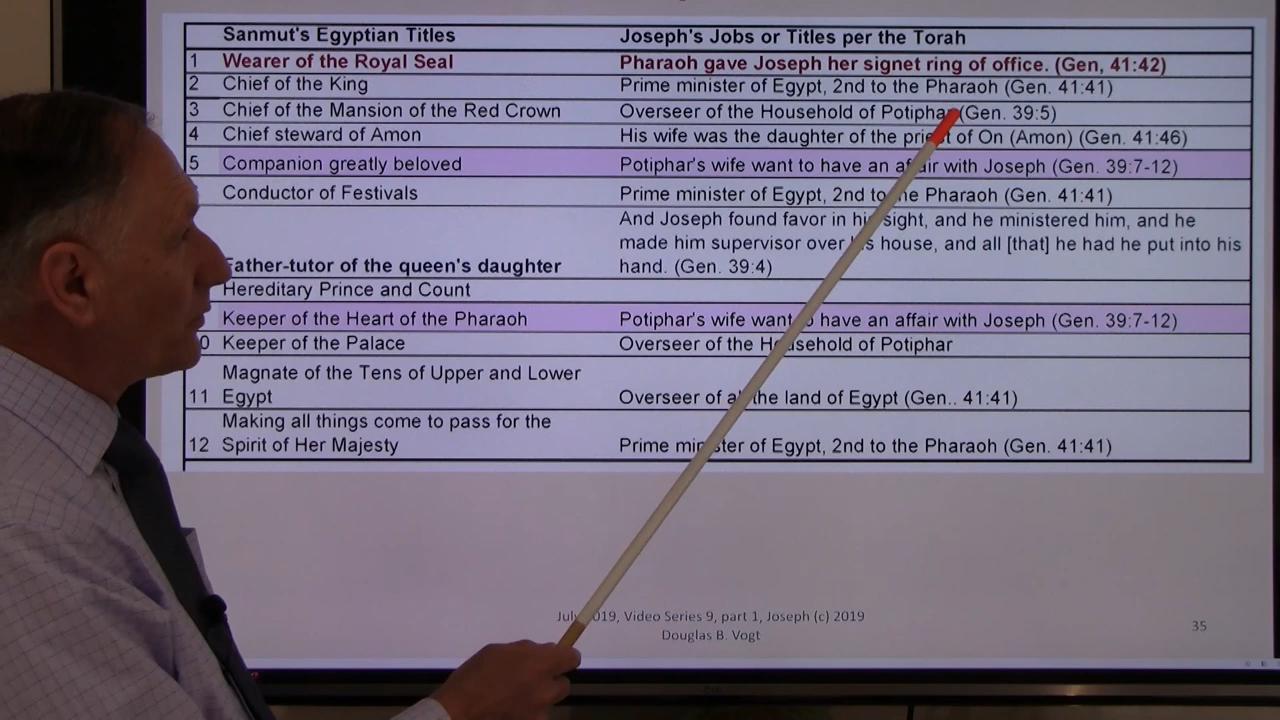 Sanmut's Egyptian Titles Joseph's Jobs or Titles per the Torah
1 Wearer of the Royal Seal Pharaoh gave Joseph her signet ring of office. (Gen, 41:42)
2 Chief of the King Prime minister of Egypt, 2nd to the Pharaoh (Gen. 41:41)
3 Chief of the Mansion of the Red Crown Overseer of the Household of Potiphar (Gen. 39:5)
4 Chief steward of Amon His wife was the daughter of the priest of On (Amon) (Gen. 41:46)
5 Companion greatly beloved Potiphar's wife want to have an affair with Joseph (Gen. 39:7-12)
Conductor of Festivals Prime minister of Egypt, 2nd to the Pharaoh (Gen. 41:41)
And Joseph found favor in his sight, and he ministered him, and he
made him supervisor over his house, and all [that] he had he put into his
Father-tutor of the queen's daughter hand. (Gen. 39:4)
Hereditary Prince and Count
Keeper of the Heart of the Pharaoh Potiphar's wife want to have an affair with Joseph (Gen. 39:7-12)
0 Keeper of the Palace Overseer of the Household of Potiphar
Magnate of the Tens of Upper and Lower
11 Egypt Overseer of all the land of Egypt (Gen.. 41:41)
Making all things come to pass for the
12 Spirit of Her Majesty Prime minister of Egypt, 2nd to the Pharaoh (Gen. 41:41)
July 2019, Video Series 9, part 1, Joseph (c) 2019
Douglas B. Vogt
35